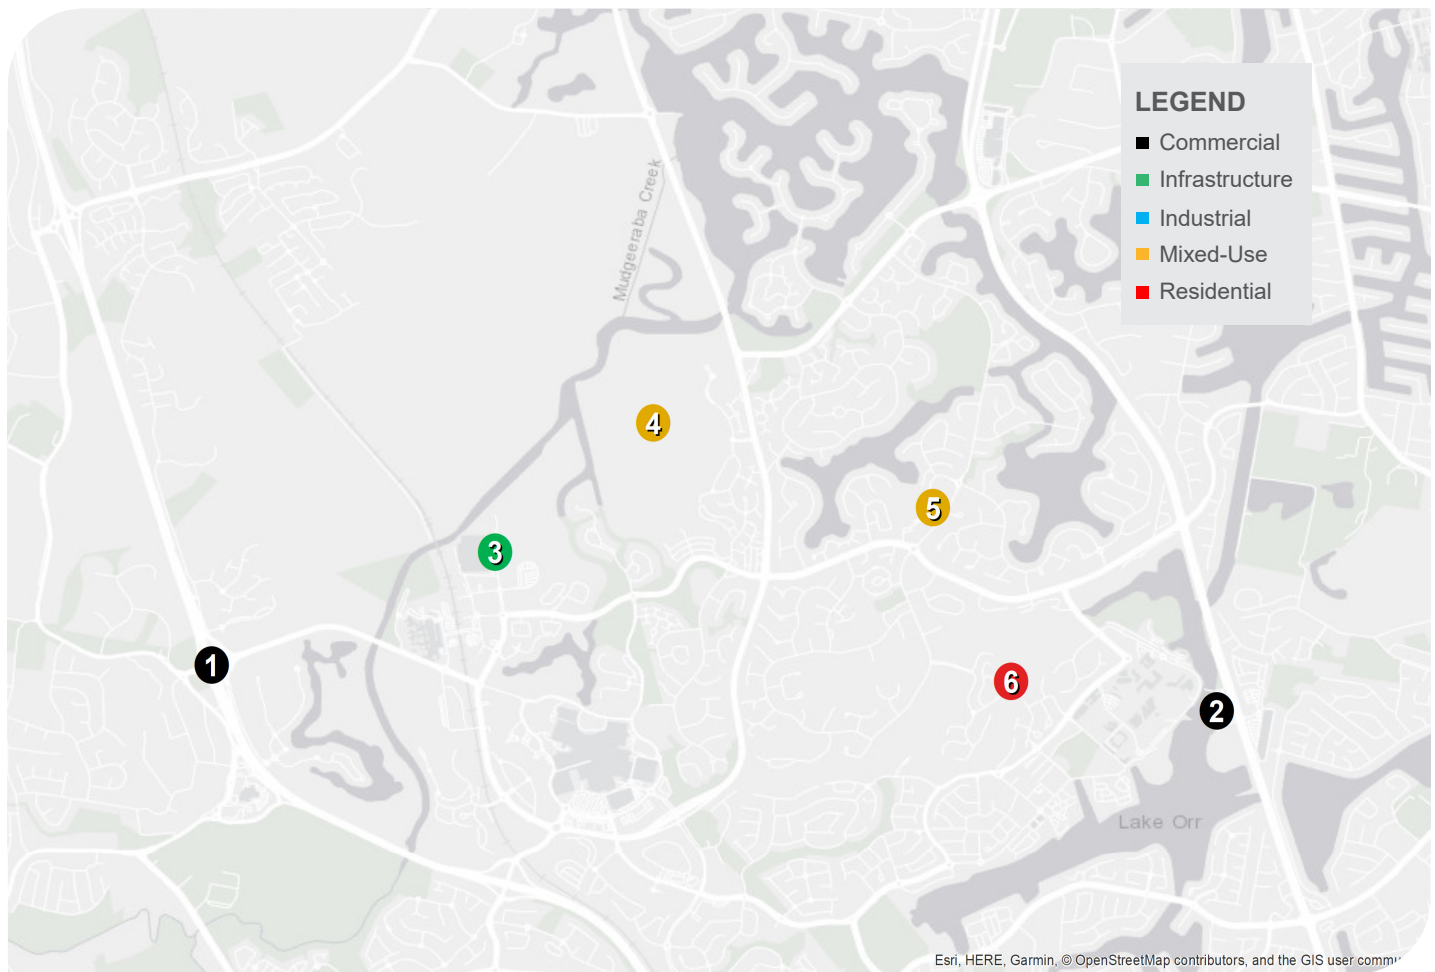 LEGEND
Commercial
Infrastructure
Industrial
Mixed-Use
Residential
Mudgeeraba Creek
4
5
3
1
6
2
Lake Orr
Esri, HERE, Garmin, © OpenStreetMap contributors, and the GIS user commu